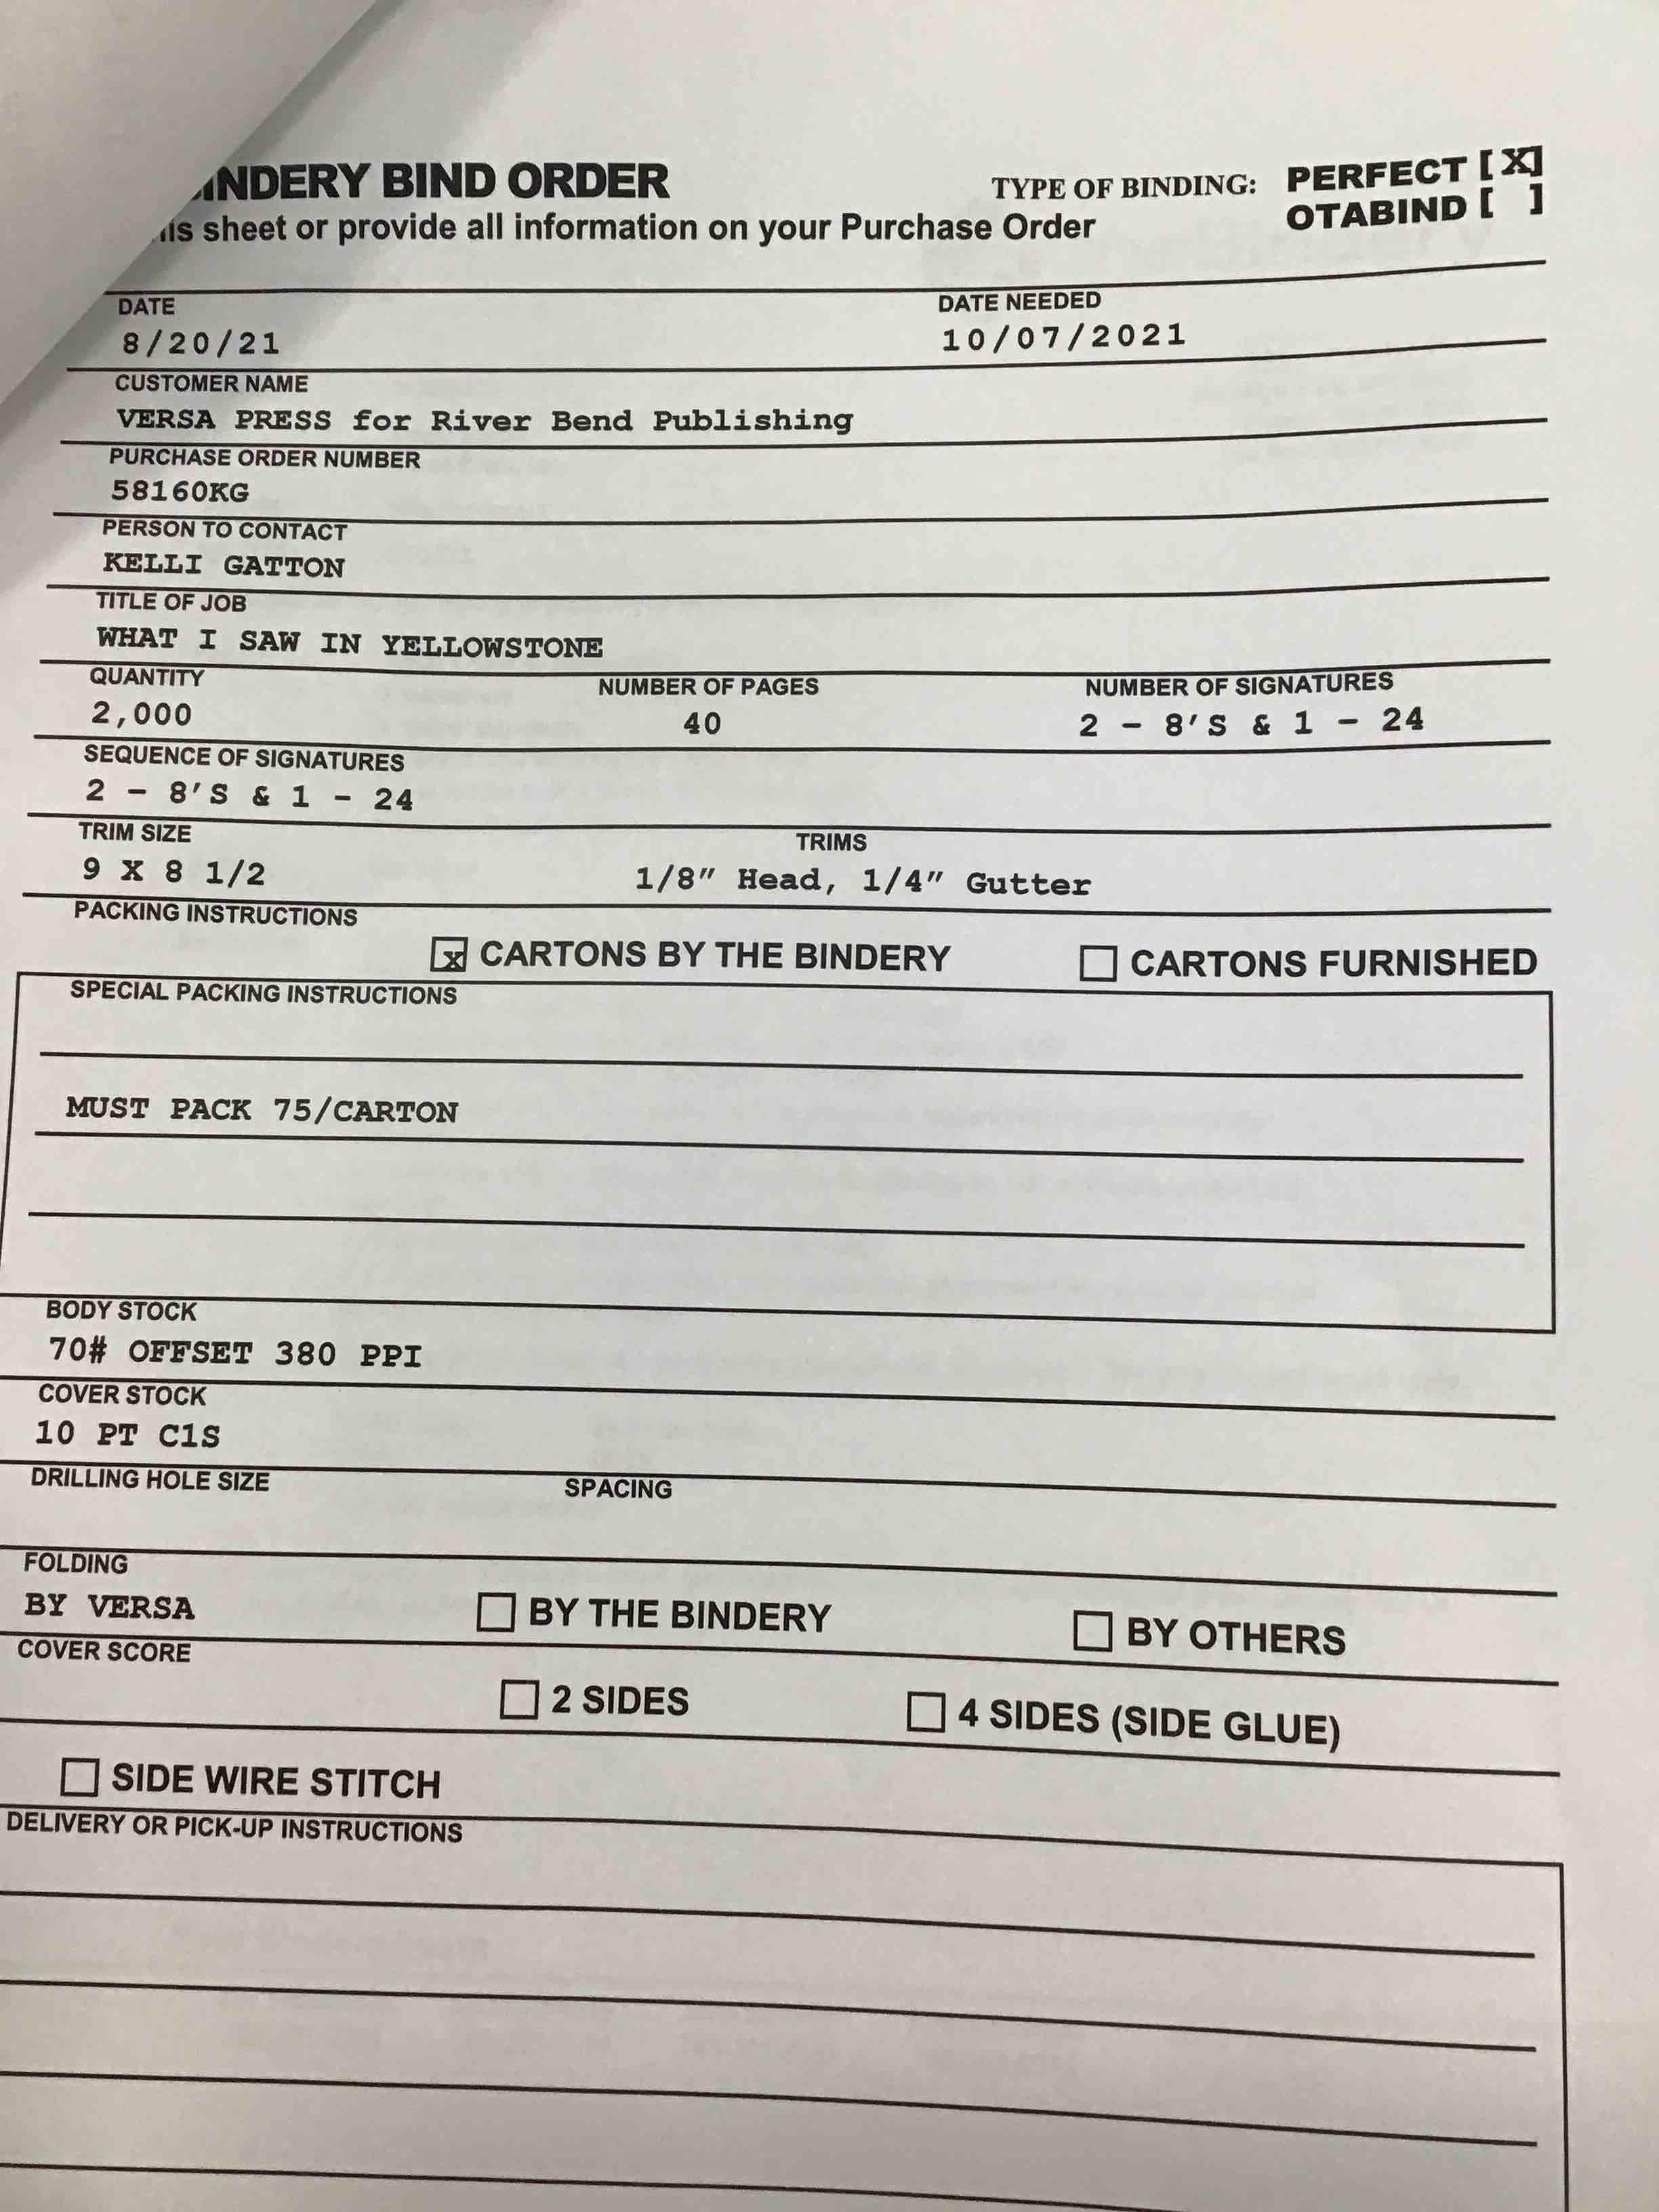 INDERY BIND ORDER
TYPE OF BINDING: PERFECT [X]
OTABIND [ ]
sheet or provide all information on your Purchase Order
DATE
8/20/21
DATE NEEDED
10/07/2021
CUSTOMER NAME
VERSA PRESS for River Bend Publishing
PURCHASE ORDER NUMBER
58160KG
PERSON TO CONTACT
KELLI GATTON
TITLE OF JOB
WHAT I SAW IN YELLOWSTONE
QUANTITY
2,000
NUMBER OF PAGES
40
NUMBER OF SIGNATURES
2 - 8'S & 1 - 24
SEQUENCE OF SIGNATURES
2 - 8'S & 1 - 24
TRIM SIZE
9 X 8 1/2
TRIMS
1/8" Head, 1/4" Gutter
PACKING INSTRUCTIONS
[x] CARTONS BY THE BINDERY
[ ] CARTONS FURNISHED
SPECIAL PACKING INSTRUCTIONS
MUST PACK 75/CARTON
BODY STOCK
70# OFFSET 380 PPI
COVER STOCK
10 PT C1S
DRILLING HOLE SIZE
SPACING
FOLDING
BY VERSA
[ ] BY THE BINDERY
[ ] BY OTHERS
COVER SCORE
[ ] 2 SIDES
[ ] 4 SIDES (SIDE GLUE)
[ ] SIDE WIRE STITCH
DELIVERY OR PICK-UP INSTRUCTIONS